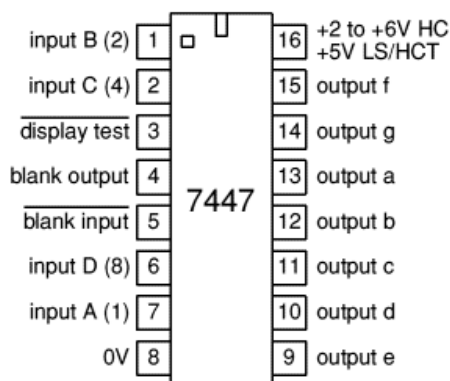 input B (2) 1
input C (4) 2
display test 3
blank output 4
blank input 5
input D (8) 6
input A (1) 7
0V 8
7447
16 +2 to +6V HC
+5V LS/HCT
15 output f
14 output g
13 output a
12 output b
11 output c
10 output d
9 output e